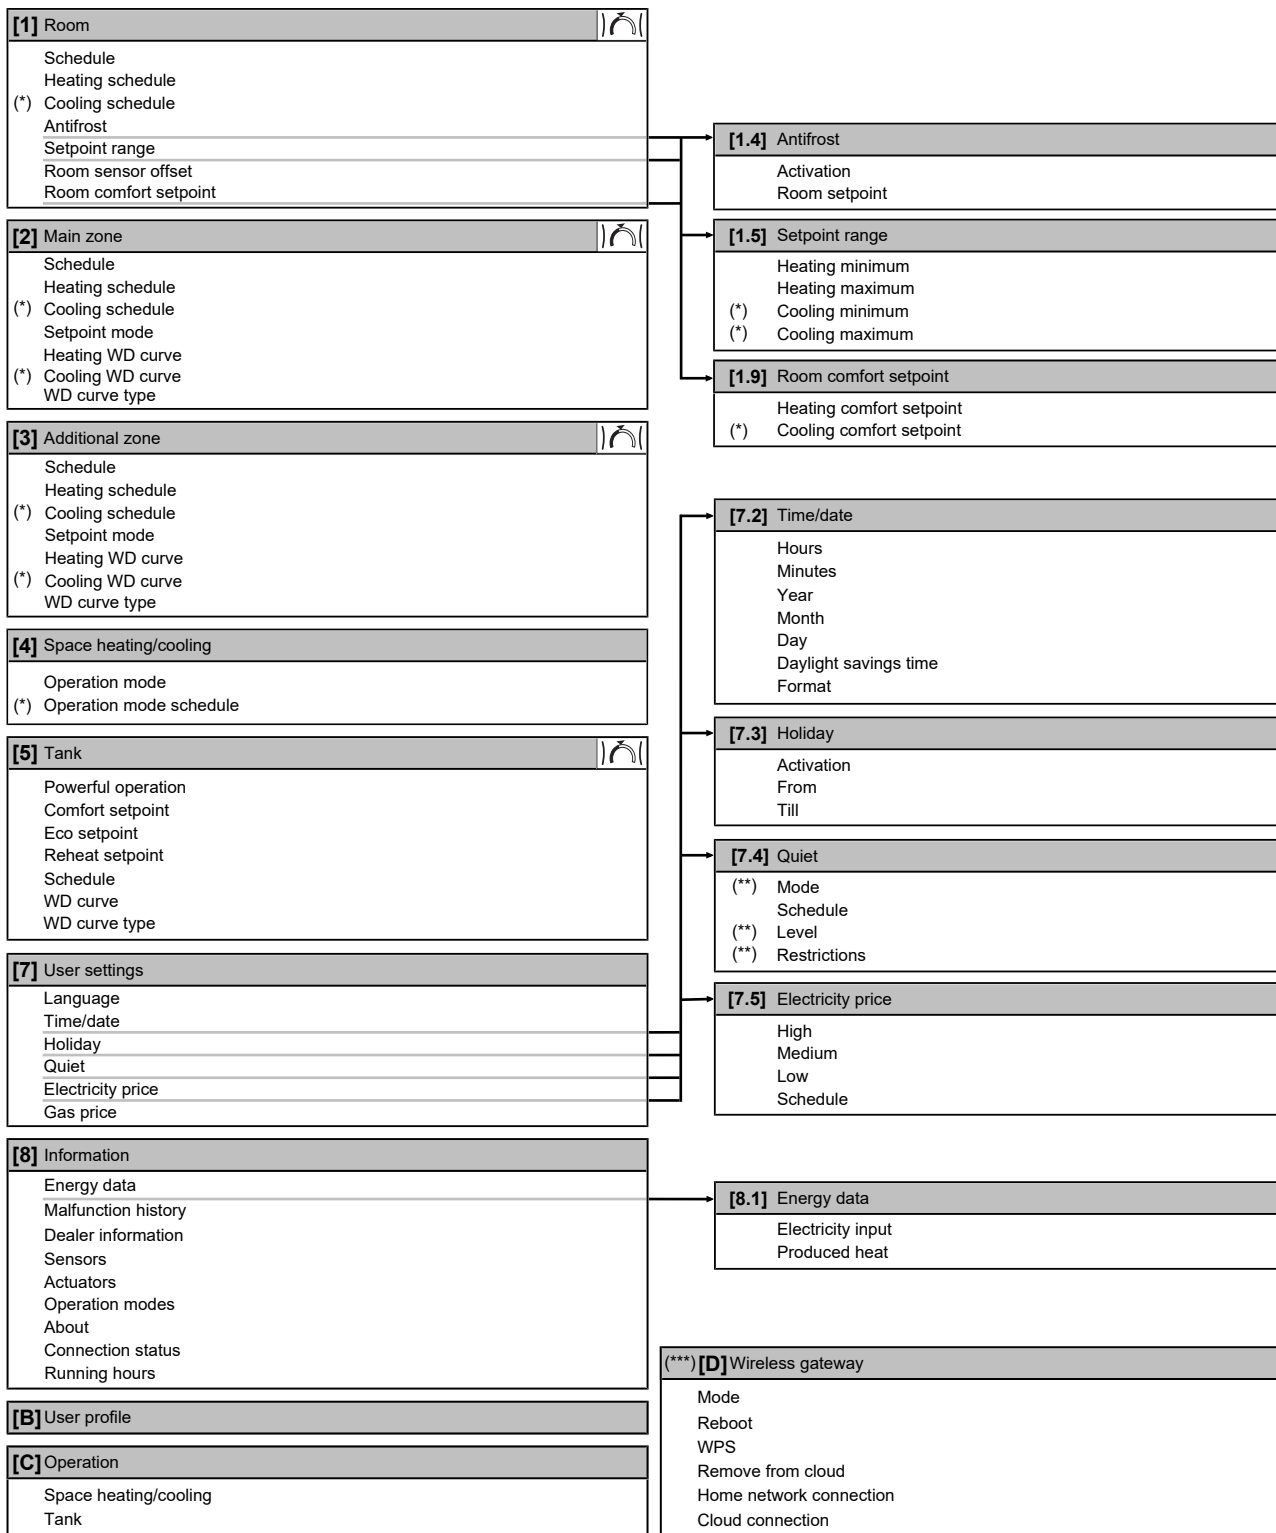 [1] Room
Schedule
Heating schedule
(*) Cooling schedule
Antifrost
Setpoint range
Room sensor offset
Room comfort setpoint
[2] Main zone
Schedule
Heating schedule
(*) Cooling schedule
Setpoint mode
Heating WD curve
(*) Cooling WD curve
WD curve type
[3] Additional zone
Schedule
Heating schedule
(*) Cooling schedule
Setpoint mode
Heating WD curve
(*) Cooling WD curve
WD curve type
[4] Space heating/cooling
Operation mode
(*) Operation mode schedule
[5] Tank
Powerful operation
Comfort setpoint
Eco setpoint
Reheat setpoint
Schedule
WD curve
WD curve type
[7] User settings
Language
Time/date
Holiday
Quiet
Electricity price
Gas price
[8] Information
Energy data
Malfunction history
Dealer information
Sensors
Actuators
Operation modes
About
Connection status
Running hours
[B] User profile
[C] Operation
Space heating/cooling
Tank
[1.4] Antifrost
Activation
Room setpoint
[1.5] Setpoint range
Heating minimum
Heating maximum
(*) Cooling minimum
(*) Cooling maximum
[1.9] Room comfort setpoint
Heating comfort setpoint
(*) Cooling comfort setpoint
[7.2] Time/date
Hours
Minutes
Year
Month
Day
Daylight savings time
Format
[7.3] Holiday
Activation
From
Till
[7.4] Quiet
(**) Mode
Schedule
(**) Level
(**) Restrictions
[7.5] Electricity price
High
Medium
Low
Schedule
[8.1] Energy data
Electricity input
Produced heat
(***) [D] Wireless gateway
Mode
Reboot
WPS
Remove from cloud
Home network connection
Cloud connection